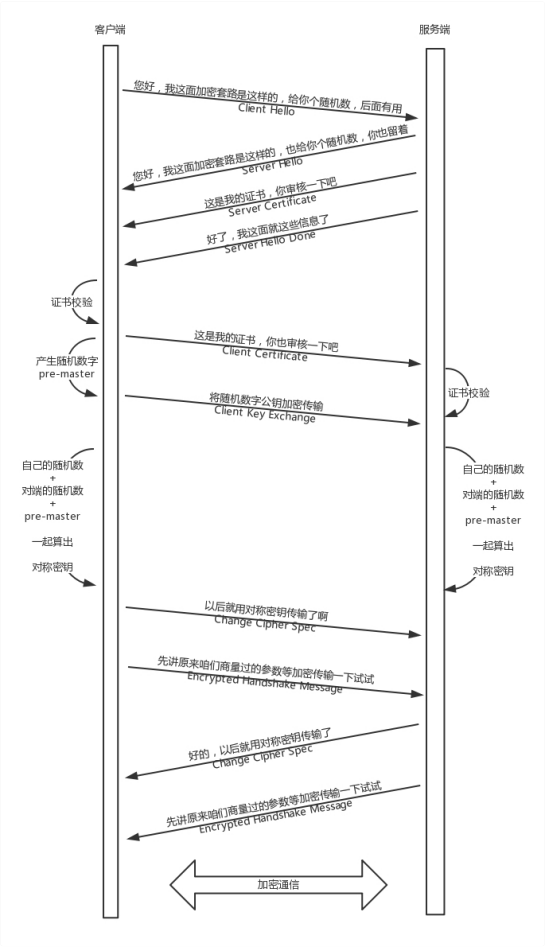 客户端
服务端
您好，我这面加密套路是这样的，给你个随机数，后面有用
Client Hello
您好，我这面加密套路是这样的，也给你个随机数，你也留着
Server Hello
这是我的证书，你审核一下吧
Server Certificate
好了，我这面就这些信息了
Server Hello Done
证书校验
这是我的证书，你也审核一下吧
Client Certificate
产生随机数字
pre-master
证书校验
将随机数字公钥加密传输
Client Key Exchange
自己的随机数
+
对端的随机数
+
pre-master
一起算出
对称密钥
自己的随机数
+
对端的随机数
+
pre-master
一起算出
对称密钥
以后就用对称密钥传输了啊
Change Cipher Spec
先讲原来咱们商量过的参数等加密传输一下试试
Encrypted Handshake Message
好的，以后就用对称密钥传输了
Change Cipher Spec
先讲原来咱们商量过的参数等加密传输一下试试
Encrypted Handshake Message
加密通信